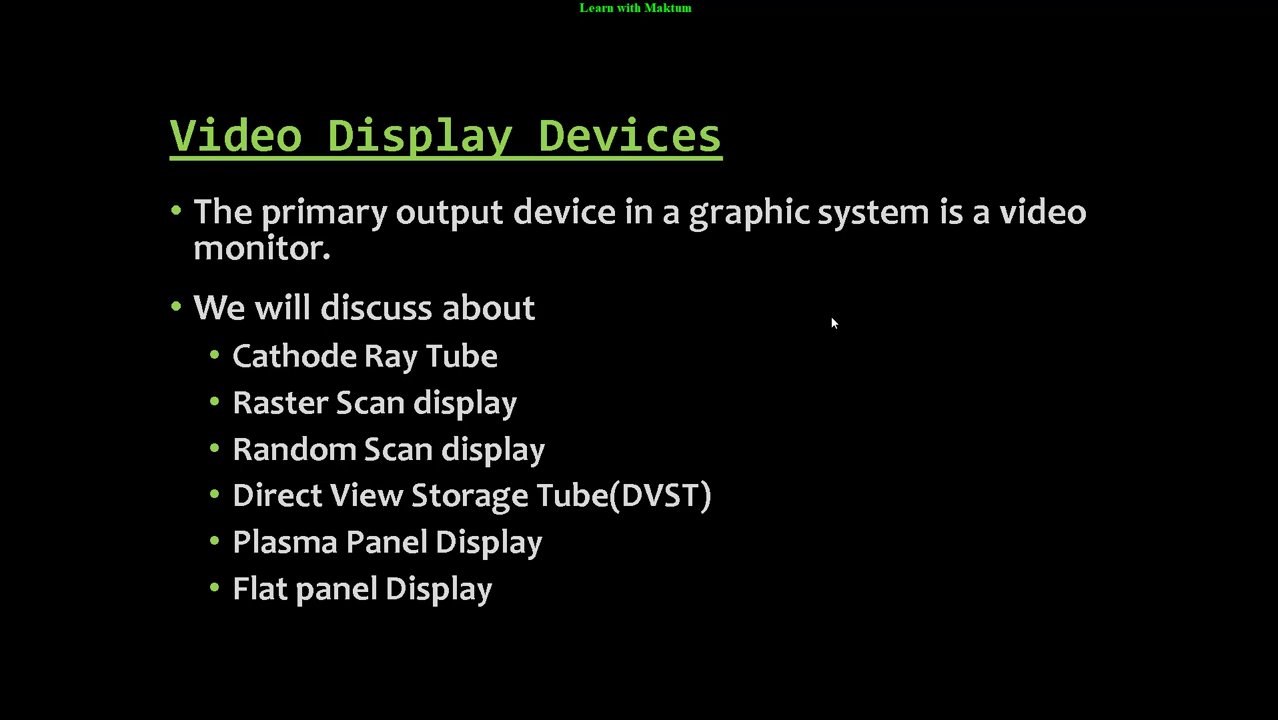 Learn with Maktum
Video Display Devices
• The primary output device in a graphic system is a video
monitor.
• We will discuss about
• Cathode Ray Tube
• Raster Scan display
• Random Scan display
• Direct View Storage Tube(DVST)
• Plasma Panel Display
• Flat panel Display